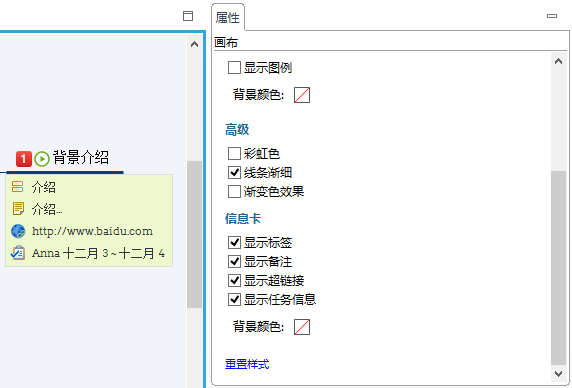 1 背景介绍
介绍
介绍...
http://www.baidu.com
Anna 十二月 3 ~ 十二月 4
属性
画布
显示图例
背景颜色:
高级
彩虹色
线条渐细
渐变色效果
信息卡
显示标签
显示备注
显示超链接
显示任务信息
背景颜色:
重置样式